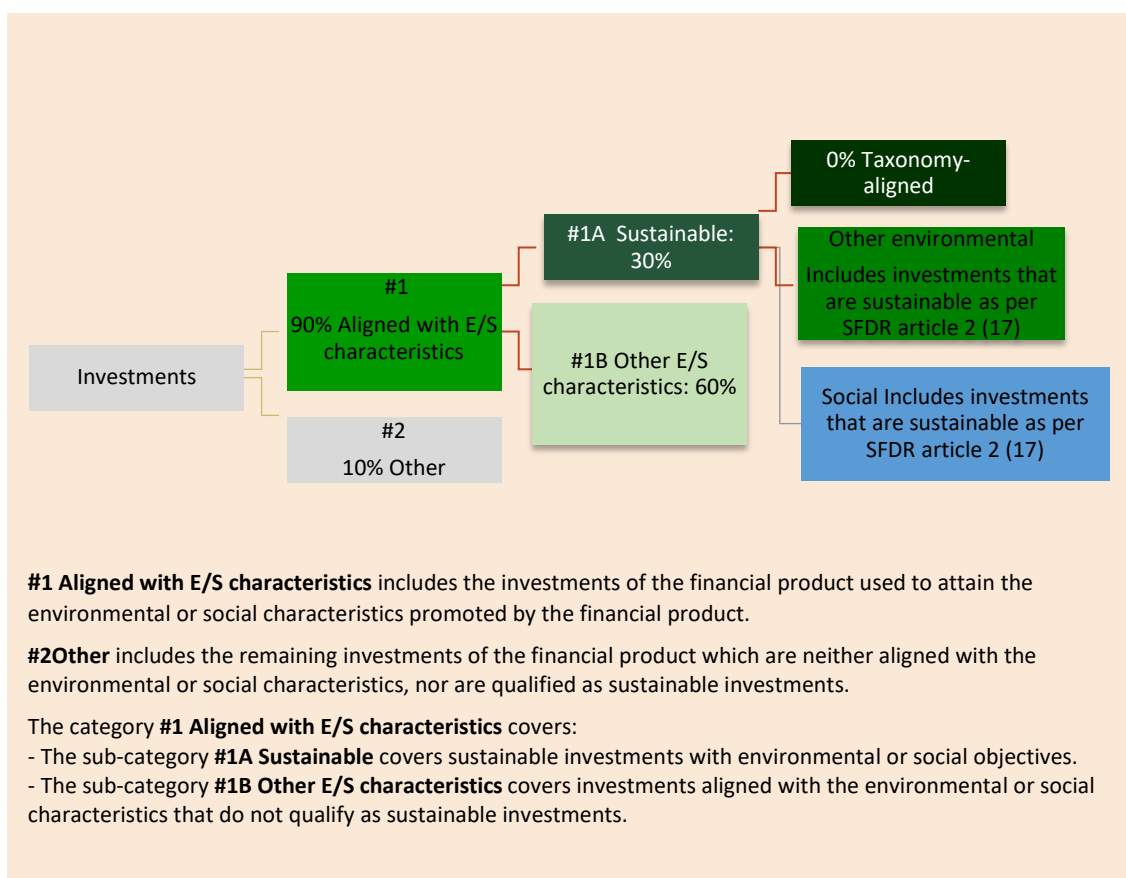 0% Taxonomy-
aligned
#1A  Sustainable:
30%
Other environmental
Includes investments that
are sustainable as per
SFDR article 2 (17)
#1
90% Aligned with E/S
characteristics
#1B Other E/S
characteristics: 60%
Investments
Social Includes investments
that are sustainable as per
SFDR article 2 (17)
#2
10% Other
#1 Aligned with E/S characteristics includes the investments of the financial product used to attain the
environmental or social characteristics promoted by the financial product.
#2Other includes the remaining investments of the financial product which are neither aligned with the
environmental or social characteristics, nor are qualified as sustainable investments.
The category #1 Aligned with E/S characteristics covers:
- The sub-category #1A Sustainable covers sustainable investments with environmental or social objectives.
- The sub-category #1B Other E/S characteristics covers investments aligned with the environmental or social
characteristics that do not qualify as sustainable investments.